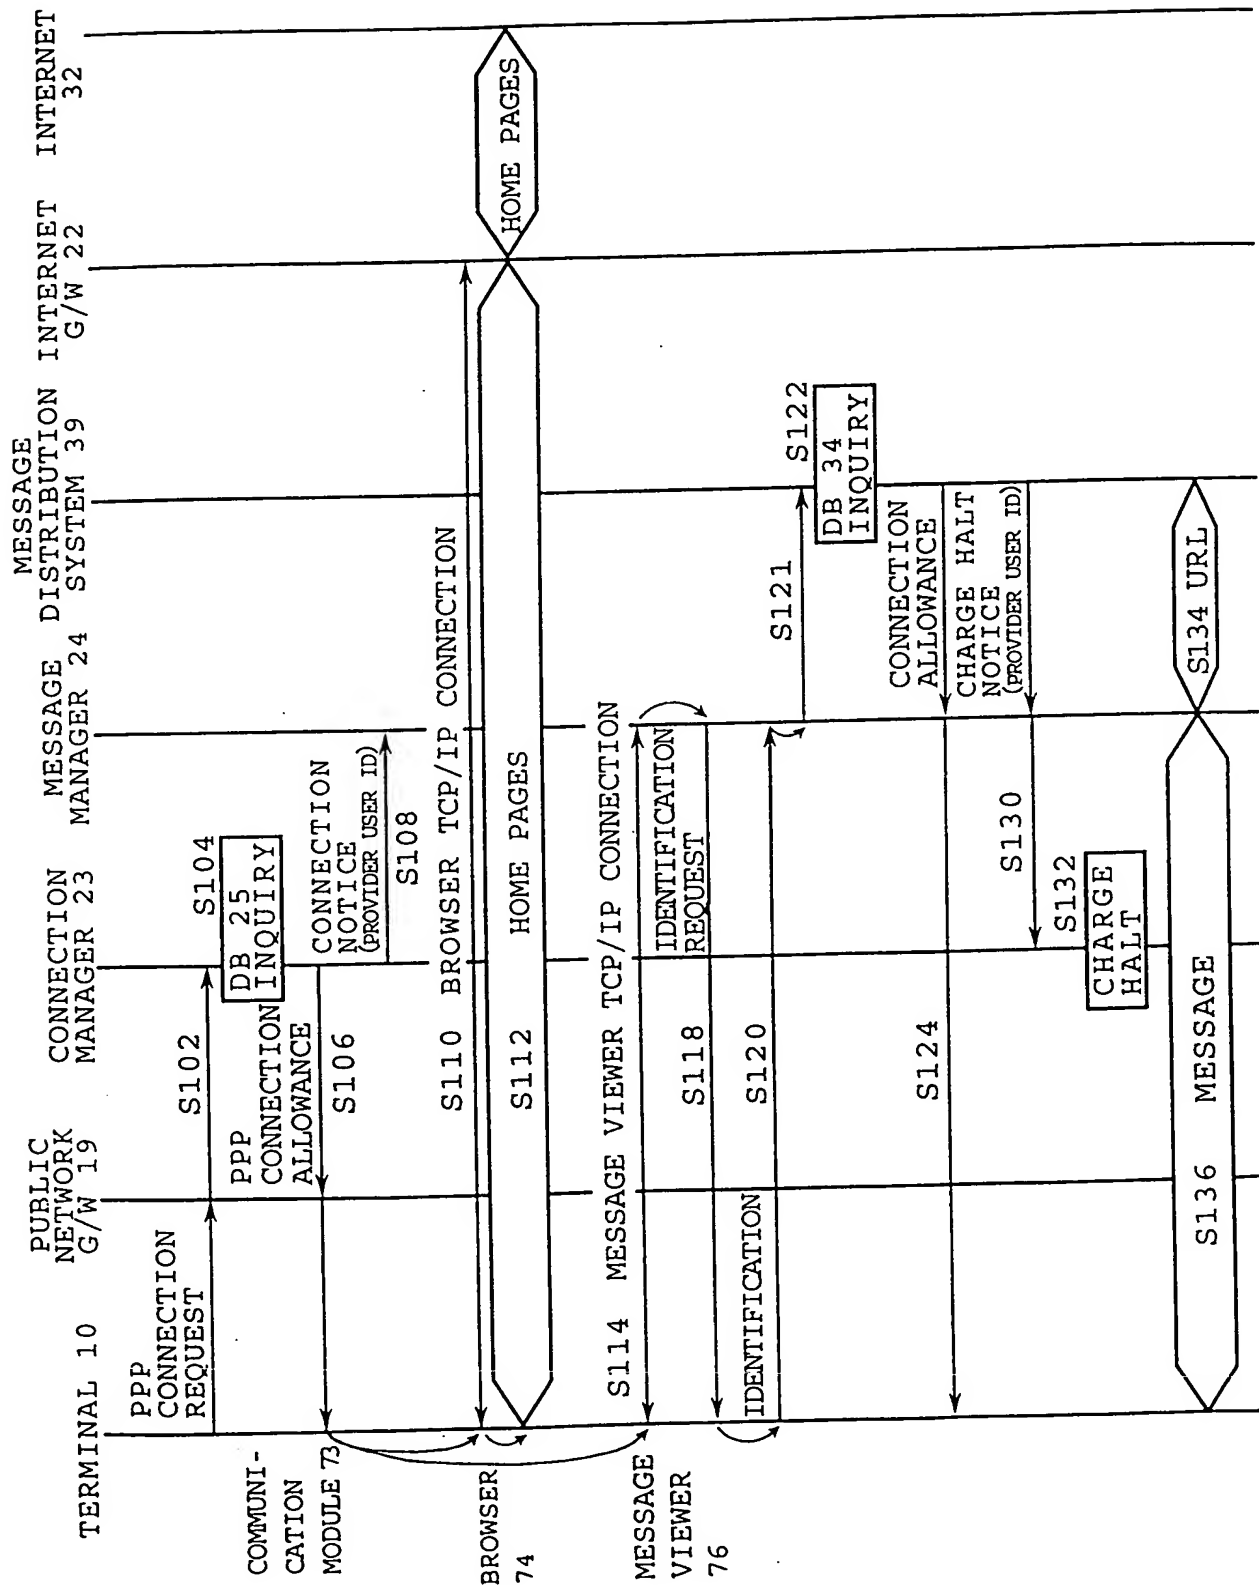 TERMINAL 10
PUBLIC
NETWORK
G/W 19
CONNECTION
MANAGER 23
MESSAGE
MANAGER 24
MESSAGE
DISTRIBUTION
SYSTEM 39
INTERNET
G/W 22
INTERNET
32
PPP
CONNECTION
REQUEST
S102
S104
DB 25
INQUIRY
COMMUNI-
CATION
MODULE 73
PPP
CONNECTION
ALLOWANCE
S106
CONNECTION
NOTICE
(PROVIDER USER ID)
S108
S110 BROWSER TCP/IP CONNECTION
BROWSER
74
S112 HOME PAGES
HOME PAGES
S114 MESSAGE VIEWER TCP/IP CONNECTION
MESSAGE
VIEWER
76
IDENTIFICATION
REQUEST
S118
IDENTIFICATION
S120
S121
S122
DB 34
INQUIRY
CONNECTION
ALLOWANCE
S124
CHARGE HALT
NOTICE
(PROVIDER USER ID)
S130
S132
CHARGE
HALT
S134 URL
S136 MESSAGE